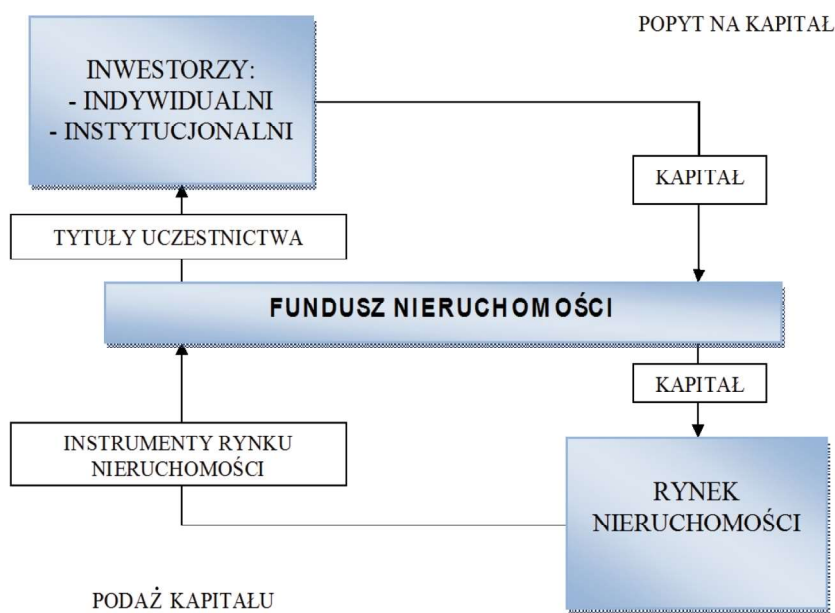 POPYT NA KAPITAŁ
INWESTORZY:
- INDYWIDUALNI
- INSTYTUCJONALNI
KAPITAŁ
TYTUŁY UCZESTNICTWA
FUNDUSZ NIERUCHOMOŚCI
KAPITAŁ
INSTRUMENTY RYNKU
NIERUCHOMOŚCI
RYNEK
NIERUCHOMOŚCI
PODAŻ KAPITAŁU